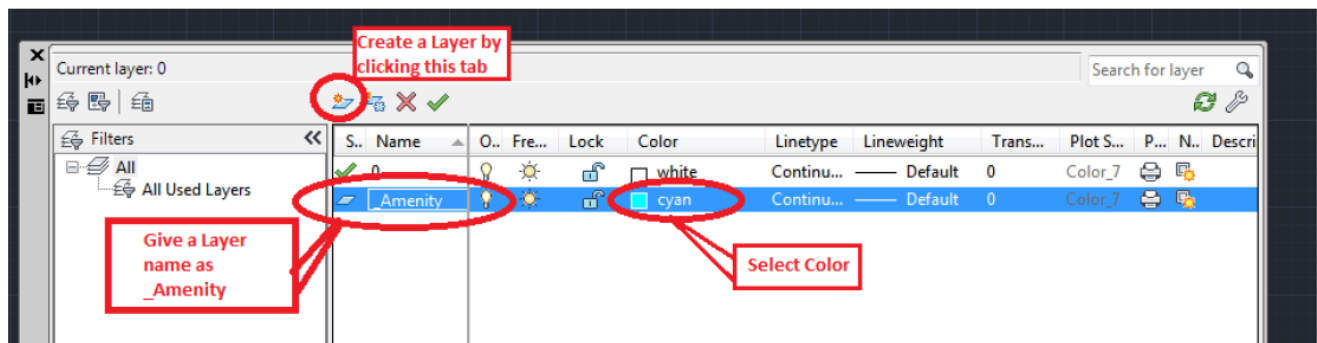 Create a Layer by
clicking this tab
Current layer: 0
Search for layer
Filters
S.. Name O.. Fre... Lock Color Linetype Lineweight Trans... Plot S... P... N.. Descri
All
0 white Continu... Default 0 Color_7
All Used Layers
_Amenity cyan Continu... Default 0 Color_7
Give a Layer
name as
_Amenity
Select Color